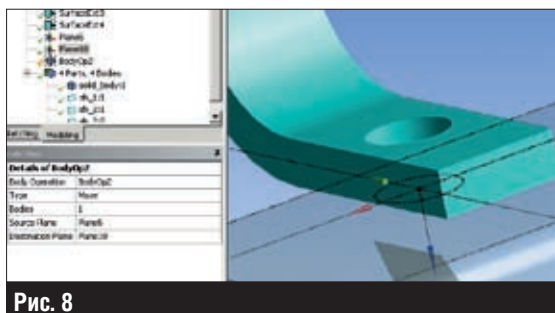 SurfaceExt3
SurfaceExt4
Plane6
Plane10
BodyOp2
4 Parts, 4 Bodies
solid_body1
Modeling
Details of BodyOp2
Body Operation BodyOp2
Type Move
Bodies 1
Source Plane Plane6
Destination Plane Plane10
Рис. 8